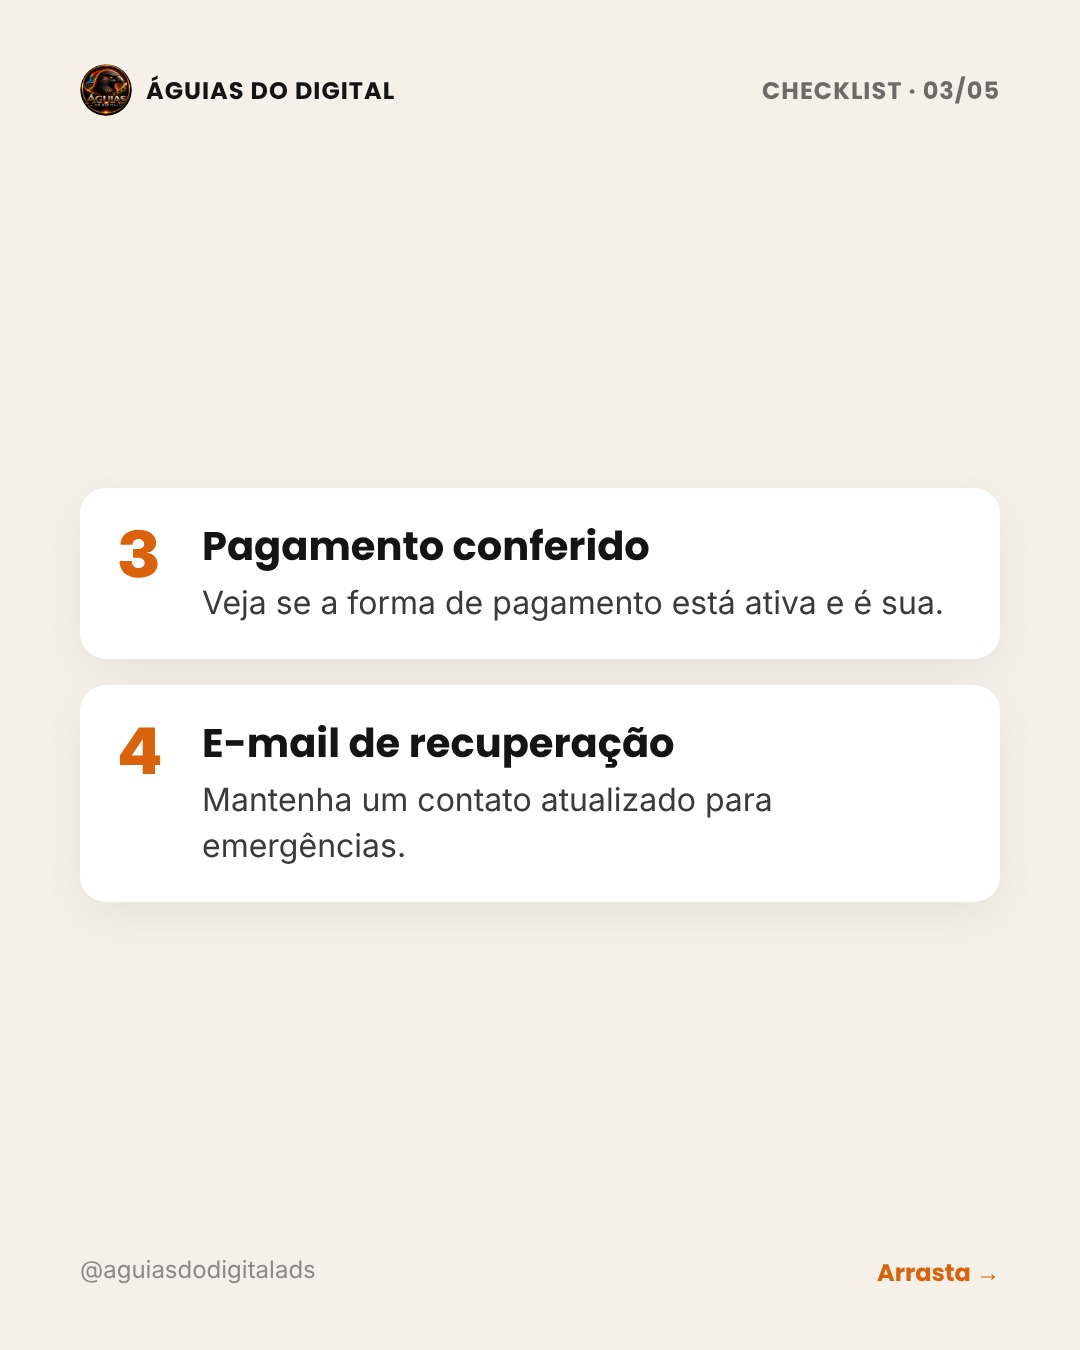 ÁGUIAS DO DIGITAL
CHECKLIST · 03/05
3
Pagamento conferido
Veja se a forma de pagamento está ativa e é sua.
4
E-mail de recuperação
Mantenha um contato atualizado para
emergências.
@aguiasdodigitalads
Arrasta →